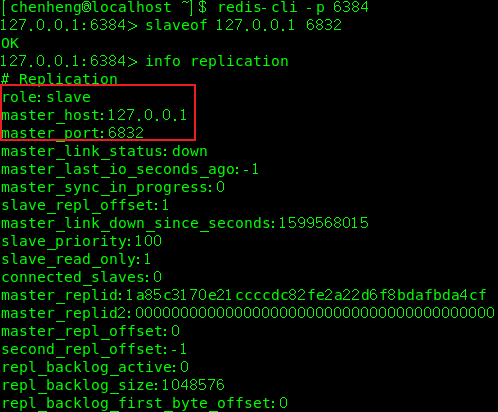 [chenheng@localhost ~]$ redis-cli -p 6384
127.0.0.1:6384> slaveof 127.0.0.1 6832
OK
127.0.0.1:6384> info replication
# Replication
role:slave
master_host:127.0.0.1
master_port:6832
master_link_status:down
master_last_io_seconds_ago:-1
master_sync_in_progress:0
slave_repl_offset:1
master_link_down_since_seconds:1599568015
slave_priority:100
slave_read_only:1
connected_slaves:0
master_replid:1a85c3170e21ccccdc82fe2a22d6f8bdafbda4cf
master_replid2:0000000000000000000000000000000000000000
master_repl_offset:0
second_repl_offset:-1
repl_backlog_active:0
repl_backlog_size:1048576
repl_backlog_first_byte_offset:0